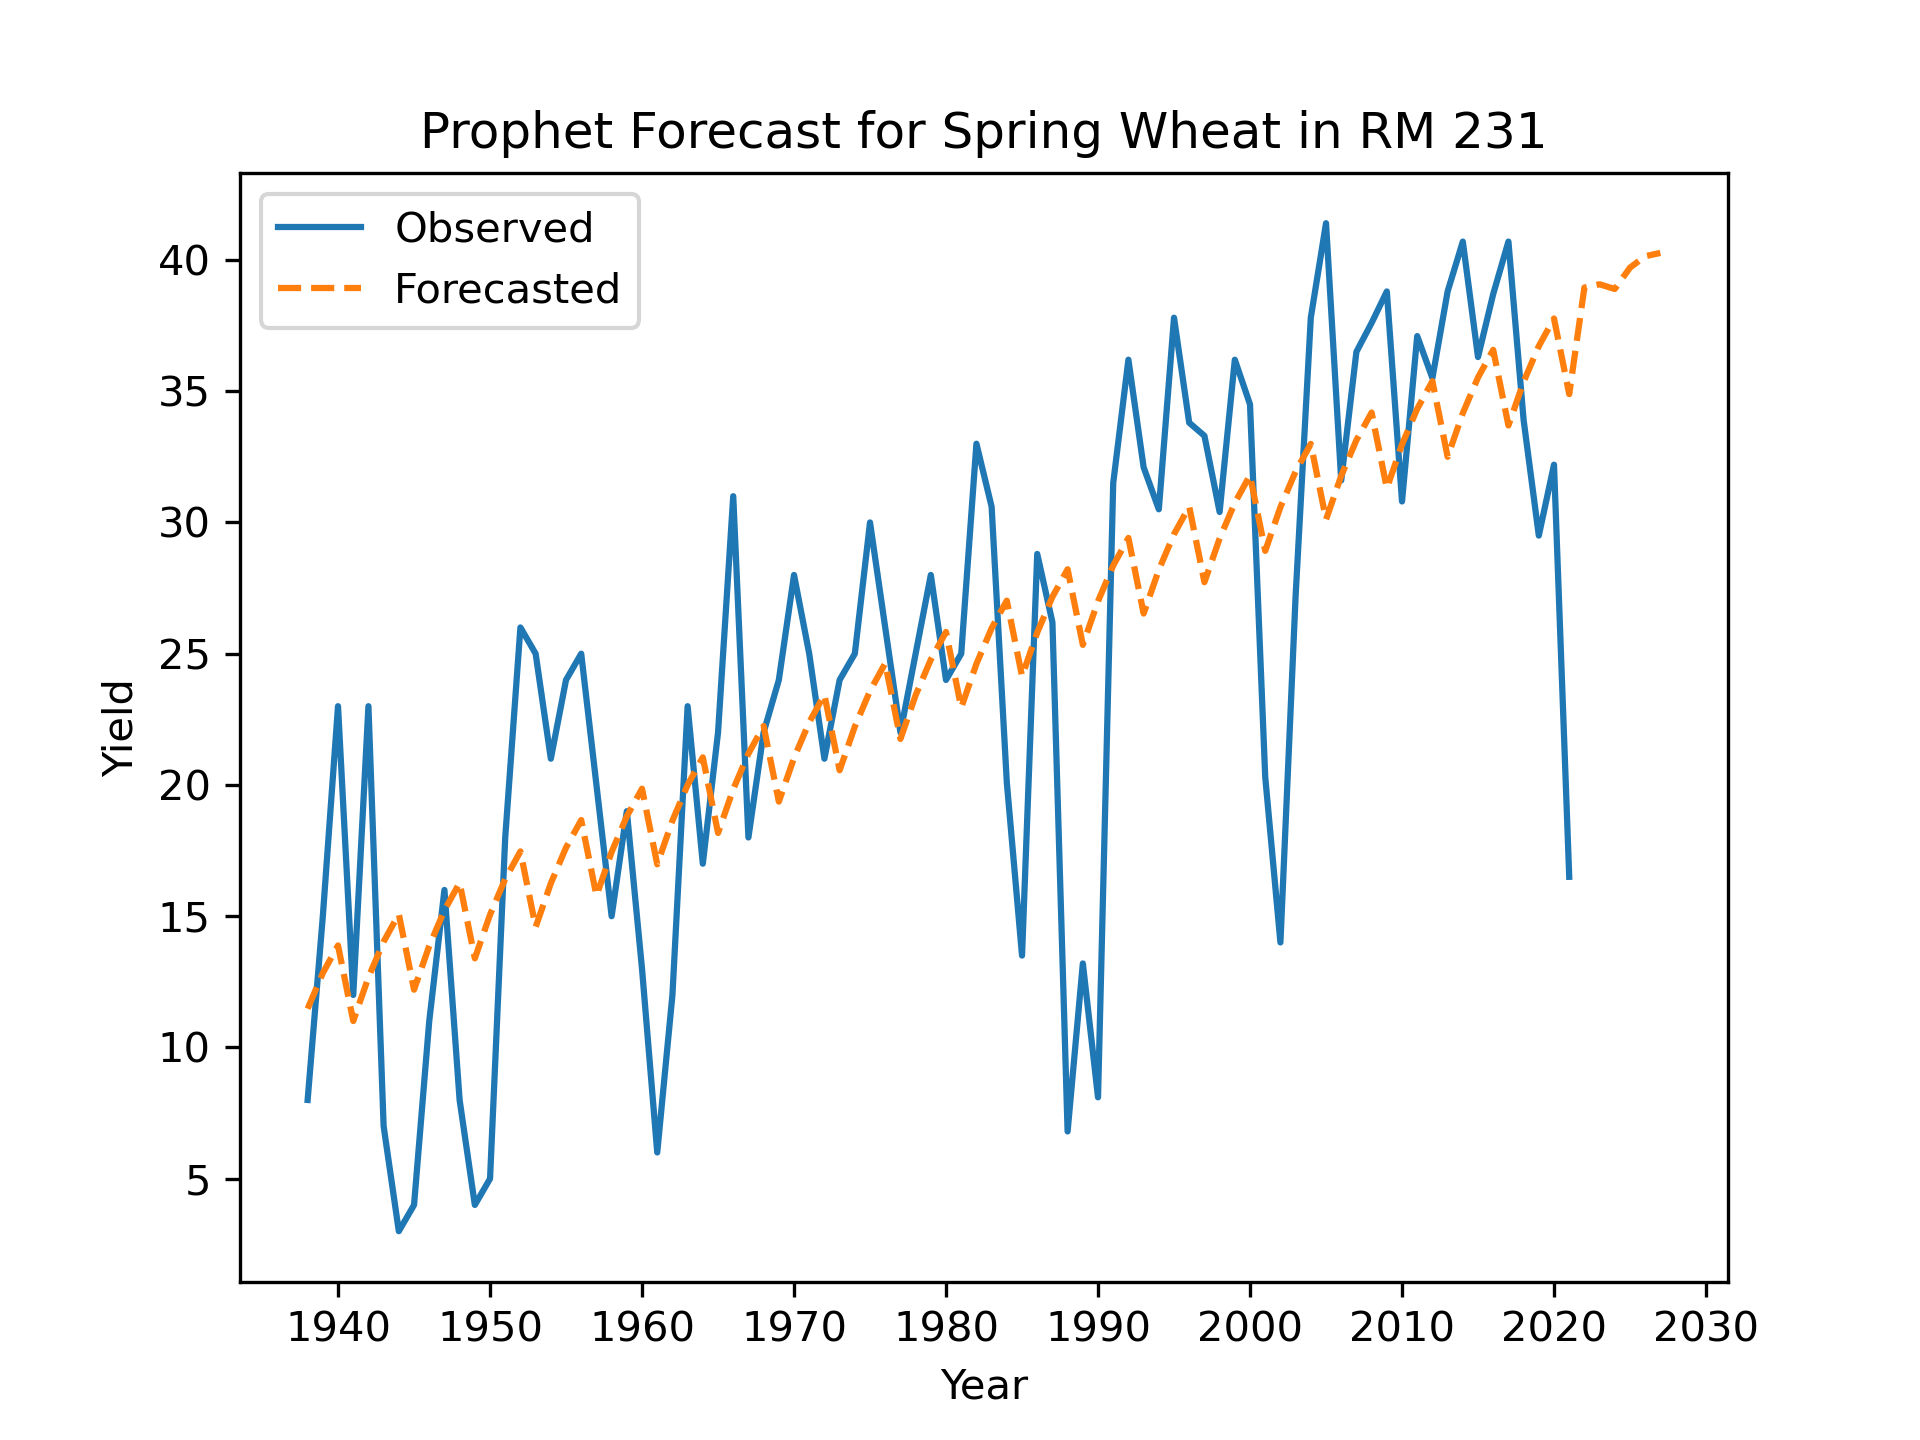 Prophet Forecast for Spring Wheat in RM 231
Observed
Forecasted
40
35
30
25
20
15
10
5
Yield
1940 1950 1960 1970 1980 1990 2000 2010 2020 2030
Year